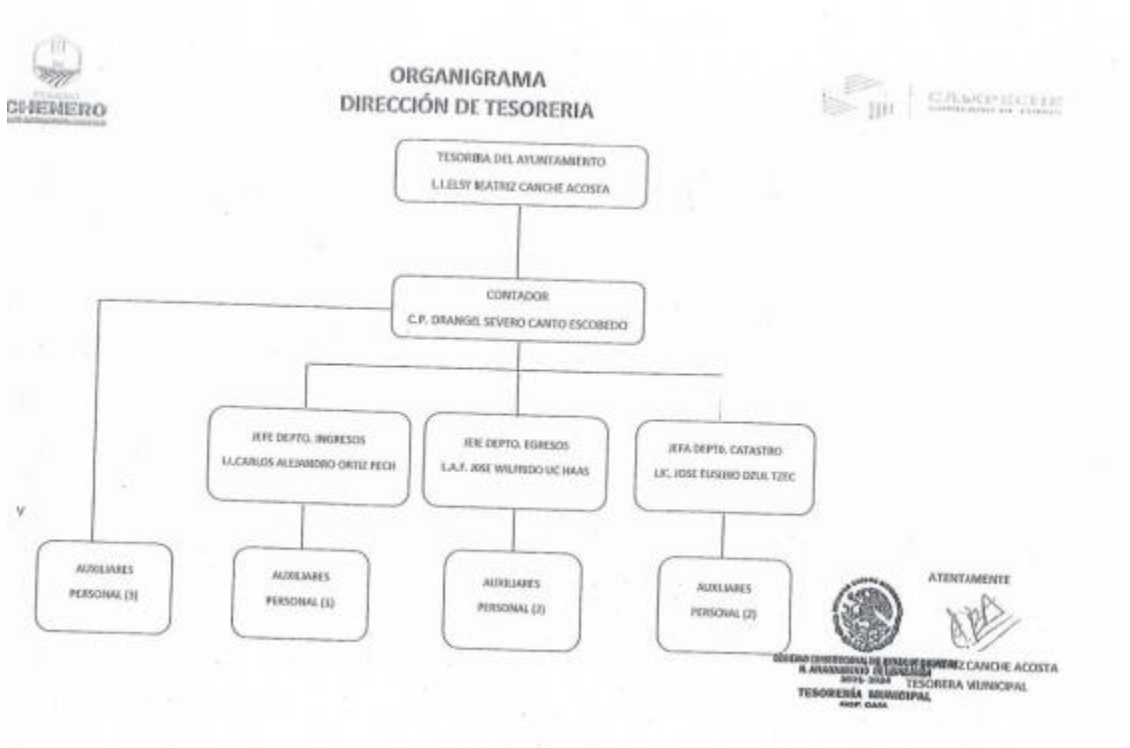 CHENERO
ORGANIGRAMA
DIRECCIÓN DE TESORERIA
CAMPECHE
TESORERA DEL AYUNTAMIENTO
L.I.ELSY BEATRIZ CANCHE ACOSTA
CONTADOR
C.P. DRANGEL SEVERO CANTO ESCOBEDO
JEFE DEPTO. INGRESOS
L.I.CARLOS ALEJANDRO ORTIZ PECH
JEFE DEPTO. EGRESOS
L.A.F. JOSE WILFRIDO UC HAAS
JEFA DEPTO. CATASTRO
LIC. JOSE EUSEBIO DZUL TZEC
AUXILIARES
PERSONAL (3)
AUXILIARES
PERSONAL (1)
AUXILIARES
PERSONAL (2)
AUXILIARES
PERSONAL (2)
ATENTAMENTE
CANCHE ACOSTA
TESORERA MUNICIPAL
TESORERÍA MUNICIPAL